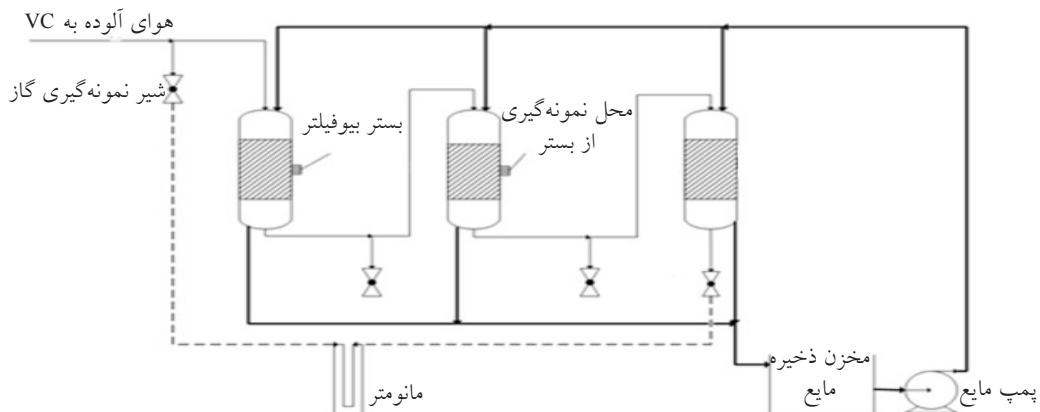 هوای آلوده به VC
شیر نمونه‌گیری گاز
بستر بیوفیلتر
محل نمونه‌گیری
از بستر
مخزن ذخیره
مایع
پمپ مایع
مانومتر